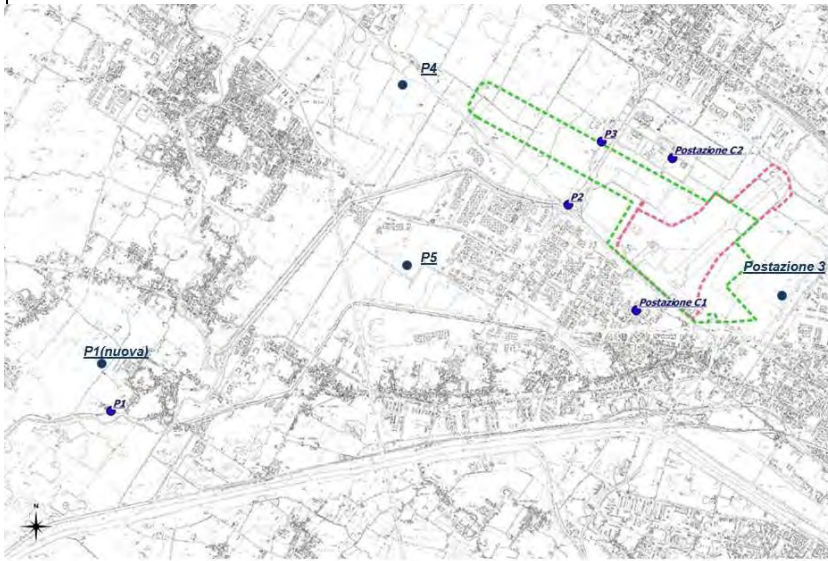 P4
P3
Postazione C2
P2
P5
Postazione 3
Postazione C1
P1(nuova)
P1
N